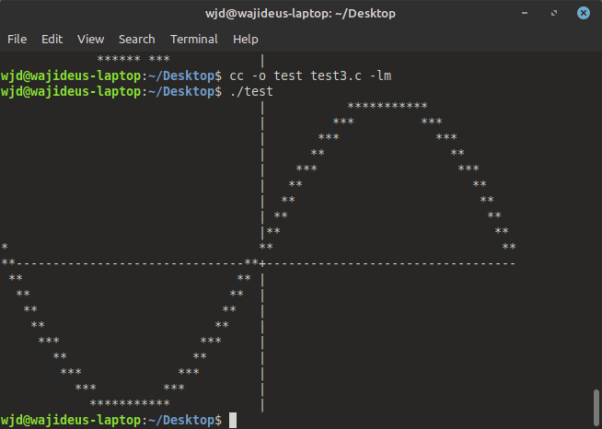 wjd@wajideus-laptop: ~/Desktop
File Edit View Search Terminal Help
             ****** ***            |
wjd@wajideus-laptop:~/Desktop$ cc -o test test3.c -lm
wjd@wajideus-laptop:~/Desktop$ ./test
                                   |           ***********
                                   |         ***         ***
                                   |       ***             ***
                                   |      **                 **
                                   |    ***                   ***
                                   |   **                       **
                                   |  **                         **
                                   | **                           **
                                   |**                             **
*                                  **                               **
**-------------------------------**+----------------------------------
 **                             ** |
  **                           **  |
   **                         **   |
    **                       **    |
     ***                   ***     |
       **                 **       |
        ***             ***        |
          ***         ***          |
            ***********            |
wjd@wajideus-laptop:~/Desktop$